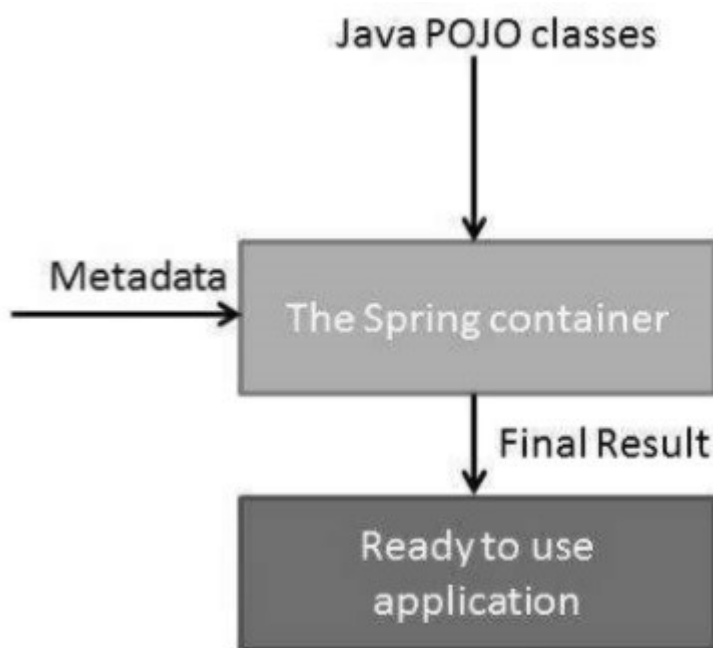 Java POJO classes
Metadata
The Spring container
Final Result
Ready to use
application